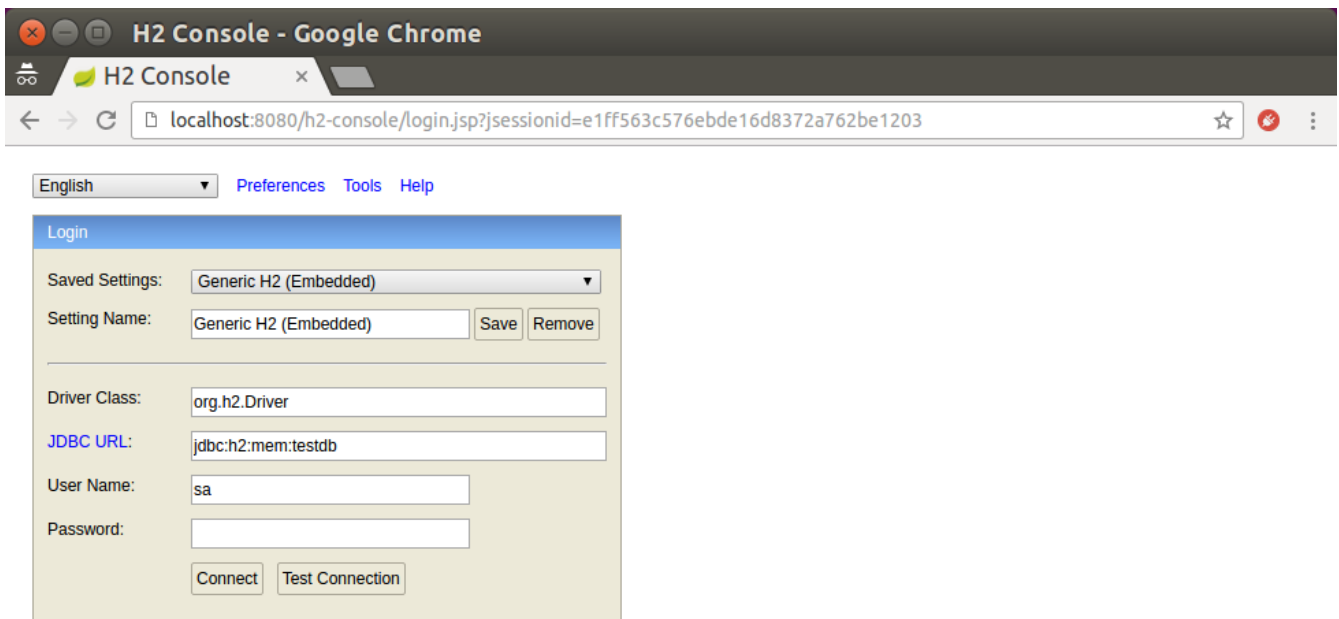 H2 Console - Google Chrome
H2 Console
localhost:8080/h2-console/login.jsp?jsessionid=e1ff563c576ebde16d8372a762be1203
English Preferences Tools Help
Login
Saved Settings: Generic H2 (Embedded)
Setting Name: Generic H2 (Embedded) Save Remove
Driver Class: org.h2.Driver
JDBC URL: jdbc:h2:mem:testdb
User Name: sa
Password:
Connect Test Connection